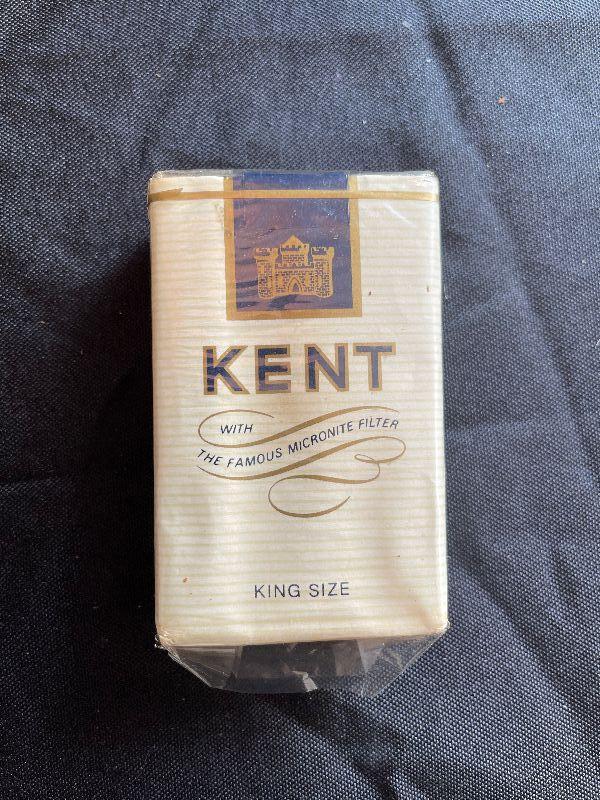 KENT
WITH
THE FAMOUS MICRONITE FILTER
KING SIZE